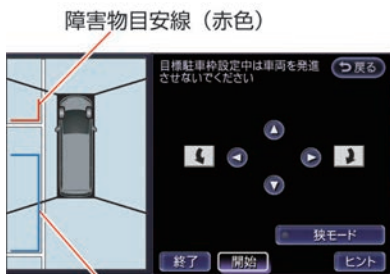 障害物目安線（赤色）
目標駐車枠設定中は車両を発進
させないでください
戻る
狭モード
終了
開始
ヒント